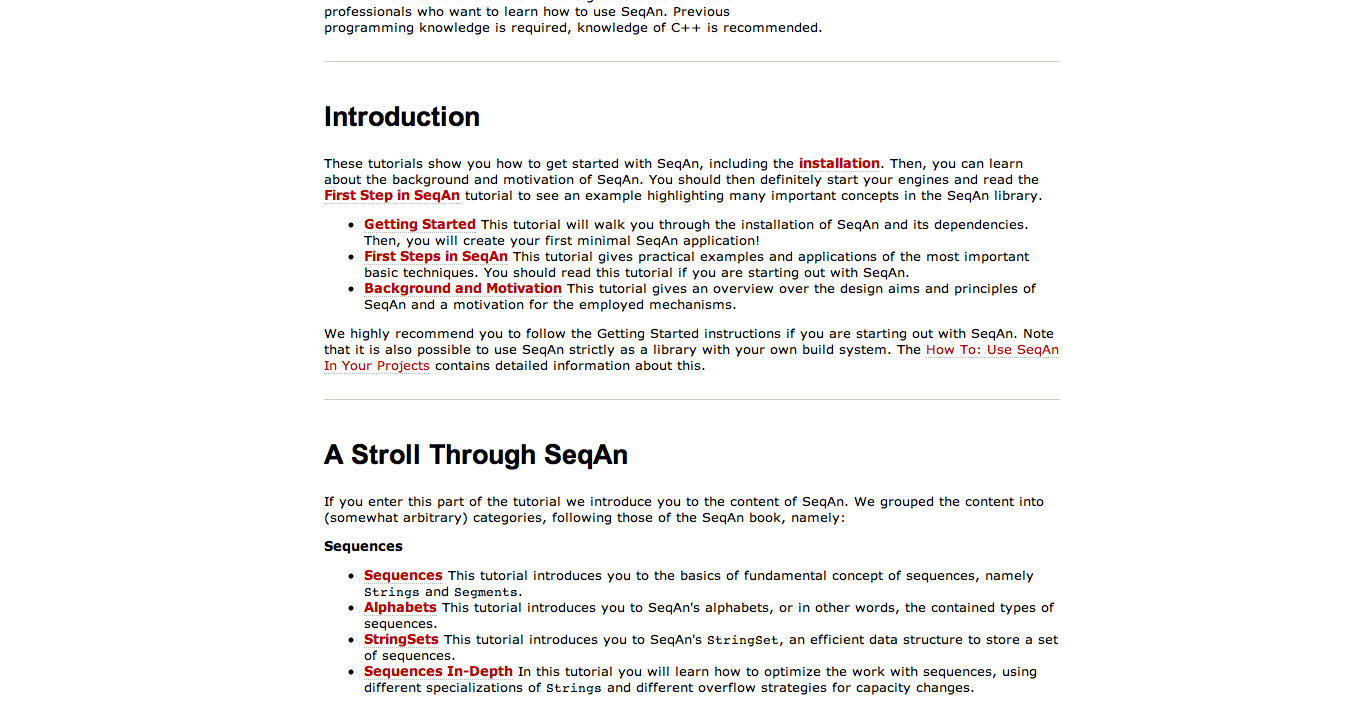 professionals who want to learn how to use SeqAn. Previous
programming knowledge is required, knowledge of C++ is recommended.
Introduction
These tutorials show you how to get started with SeqAn, including the installation. Then, you can learn
about the background and motivation of SeqAn. You should then definitely start your engines and read the
First Step in SeqAn tutorial to see an example highlighting many important concepts in the SeqAn library.
• Getting Started This tutorial will walk you through the installation of SeqAn and its dependencies.
Then, you will create your first minimal SeqAn application!
• First Steps in SeqAn This tutorial gives practical examples and applications of the most important
basic techniques. You should read this tutorial if you are starting out with SeqAn.
• Background and Motivation This tutorial gives an overview over the design aims and principles of
SeqAn and a motivation for the employed mechanisms.
We highly recommend you to follow the Getting Started instructions if you are starting out with SeqAn. Note
that it is also possible to use SeqAn strictly as a library with your own build system. The How To: Use SeqAn
In Your Projects contains detailed information about this.
A Stroll Through SeqAn
If you enter this part of the tutorial we introduce you to the content of SeqAn. We grouped the content into
(somewhat arbitrary) categories, following those of the SeqAn book, namely:
Sequences
• Sequences This tutorial introduces you to the basics of fundamental concept of sequences, namely
Strings and Segments.
• Alphabets This tutorial introduces you to SeqAn's alphabets, or in other words, the contained types of
sequences.
• StringSets This tutorial introduces you to SeqAn's StringSet, an efficient data structure to store a set
of sequences.
• Sequences In-Depth In this tutorial you will learn how to optimize the work with sequences, using
different specializations of Strings and different overflow strategies for capacity changes.